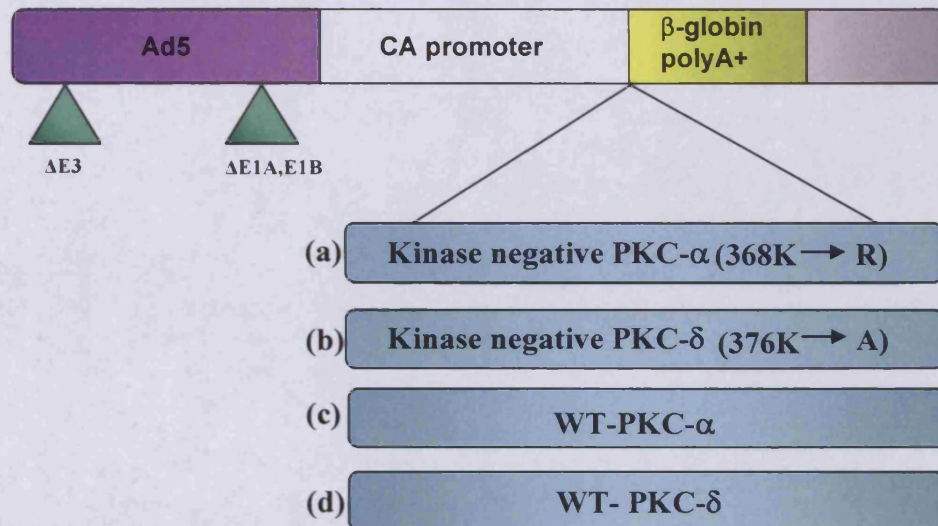 Ad5
CA promoter
β-globin
polyA+
ΔE3
ΔE1A,E1B
(a) Kinase negative PKC-α (368K → R)
(b) Kinase negative PKC-δ (376K → A)
(c) WT-PKC-α
(d) WT- PKC-δ